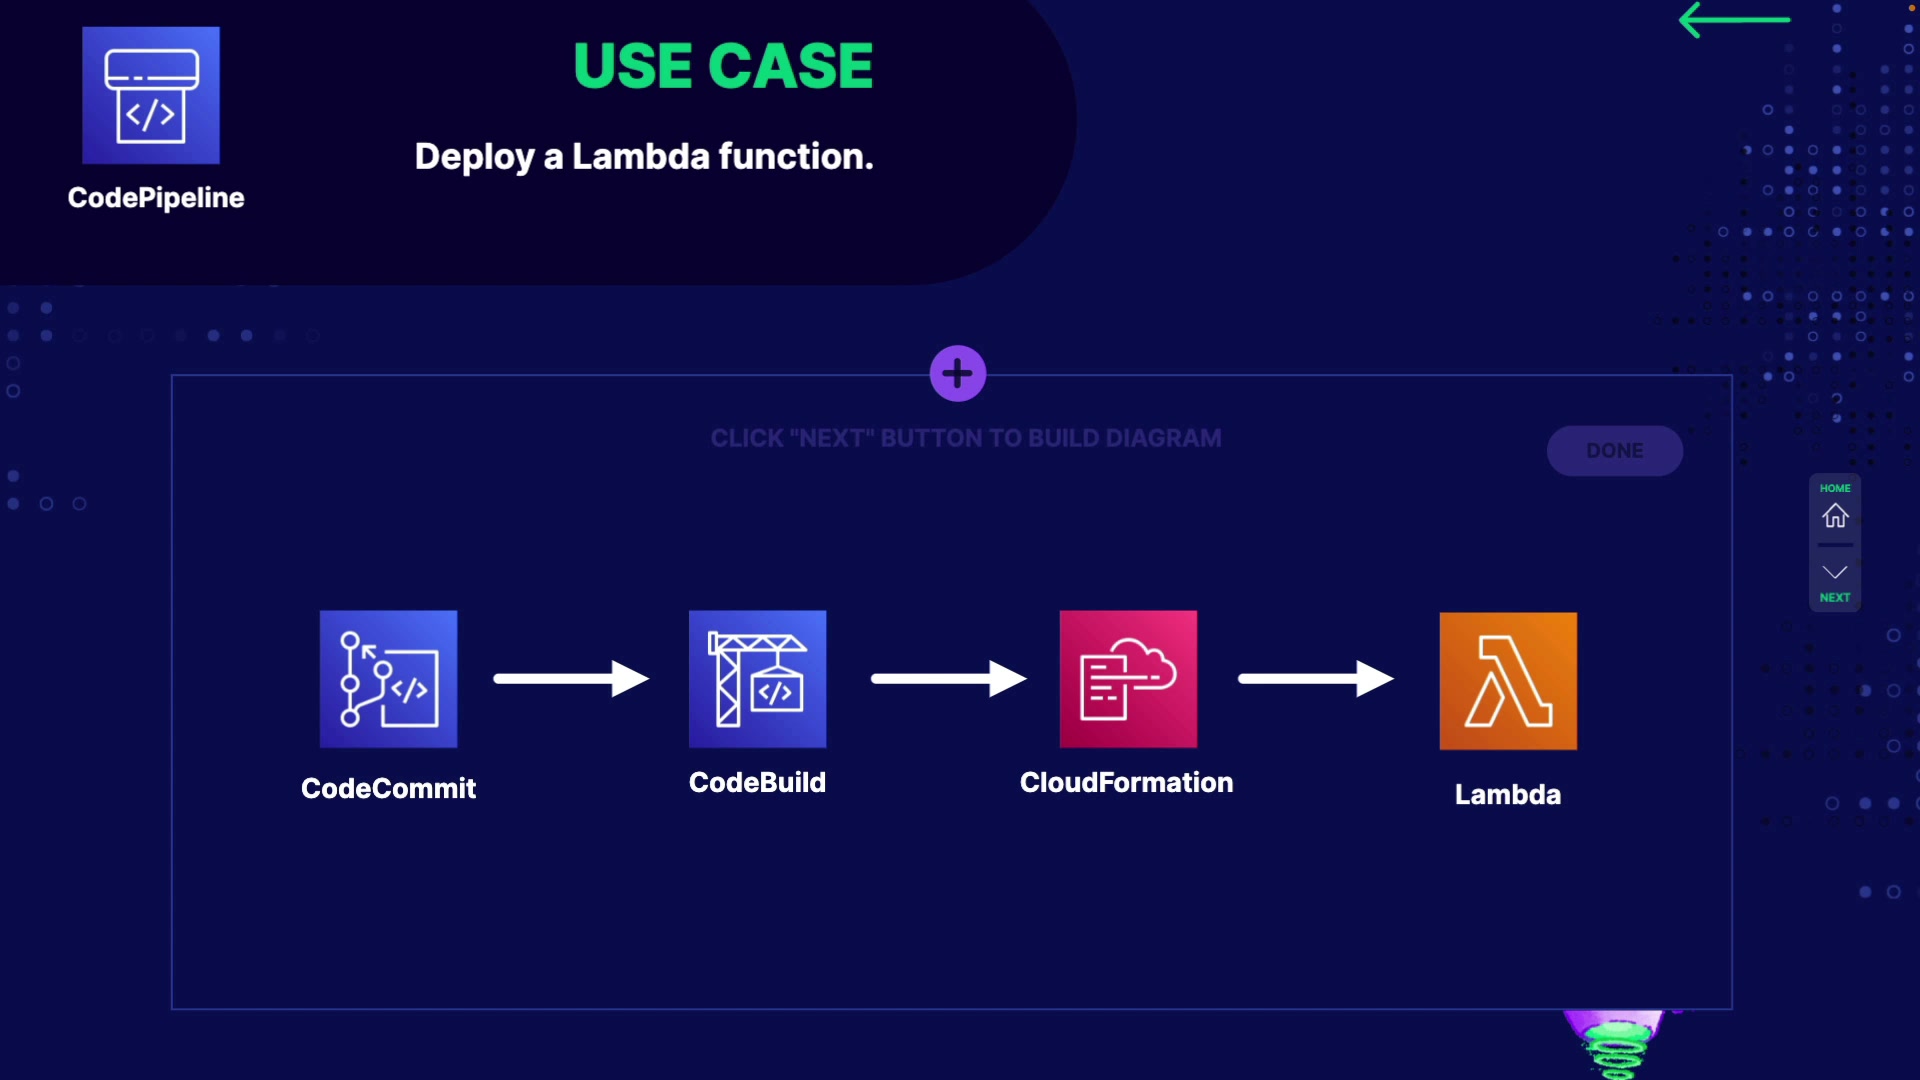 USE CASE
Deploy a Lambda function.
CodePipeline
CLICK "NEXT" BUTTON TO BUILD DIAGRAM
DONE
HOME
NEXT
CodeCommit
CodeBuild
CloudFormation
Lambda